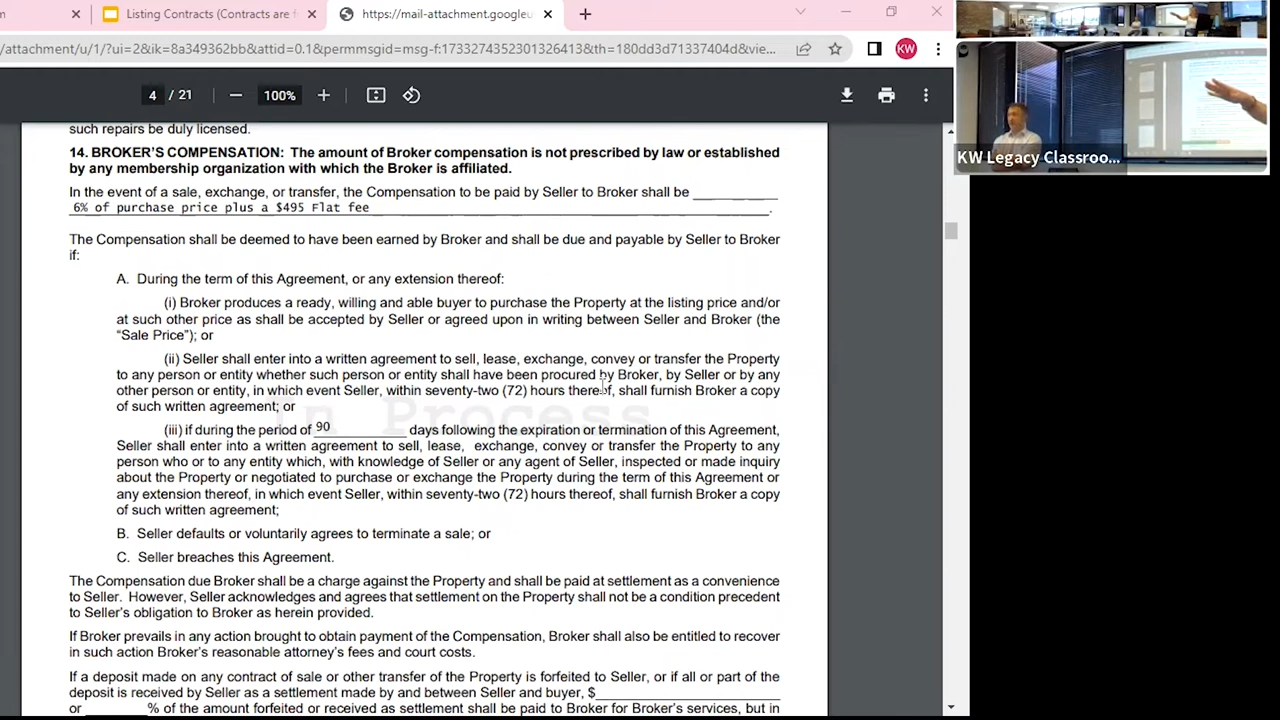 Listing Contracts (Contracts are f
https://mail-attachment.googleu
/attachment/u/1/?ui=2&ik=8a349362bb&attid=0.1&permmsgid=msg-f:1733274352301326413&th=180dd3d71337404d&vie...
KW
4 / 21
100%
KW Legacy Classroo...
such repairs be duly licensed.
14. BROKER'S COMPENSATION: The amount of Broker compensation is not prescribed by law or established
by any membership organization with which the Broker is affiliated.
In the event of a sale, exchange, or transfer, the Compensation to be paid by Seller to Broker shall be
6% of purchase price plus a $495 Flat fee
The Compensation shall be deemed to have been earned by Broker and shall be due and payable by Seller to Broker
if:
A. During the term of this Agreement, or any extension thereof:
(i) Broker produces a ready, willing and able buyer to purchase the Property at the listing price and/or
at such other price as shall be accepted by Seller or agreed upon in writing between Seller and Broker (the
“Sale Price”); or
(ii) Seller shall enter into a written agreement to sell, lease, exchange, convey or transfer the Property
to any person or entity whether such person or entity shall have been procured by Broker, by Seller or by any
other person or entity, in which event Seller, within seventy-two (72) hours thereof, shall furnish Broker a copy
of such written agreement; or
In Process
(iii) if during the period of 90 days following the expiration or termination of this Agreement,
Seller shall enter into a written agreement to sell, lease, exchange, convey or transfer the Property to any
person who or to any entity which, with knowledge of Seller or any agent of Seller, inspected or made inquiry
about the Property or negotiated to purchase or exchange the Property during the term of this Agreement or
any extension thereof, in which event Seller, within seventy-two (72) hours thereof, shall furnish Broker a copy
of such written agreement;
B. Seller defaults or voluntarily agrees to terminate a sale; or
C. Seller breaches this Agreement.
The Compensation due Broker shall be a charge against the Property and shall be paid at settlement as a convenience
to Seller. However, Seller acknowledges and agrees that settlement on the Property shall not be a condition precedent
to Seller's obligation to Broker as herein provided.
If Broker prevails in any action brought to obtain payment of the Compensation, Broker shall also be entitled to recover
in such action Broker's reasonable attorney's fees and court costs.
If a deposit made on any contract of sale or other transfer of the Property is forfeited to Seller, or if all or part of the
deposit is received by Seller as a settlement made by and between Seller and buyer, $
or % of the amount forfeited or received as settlement shall be paid to Broker for Broker's services, but in